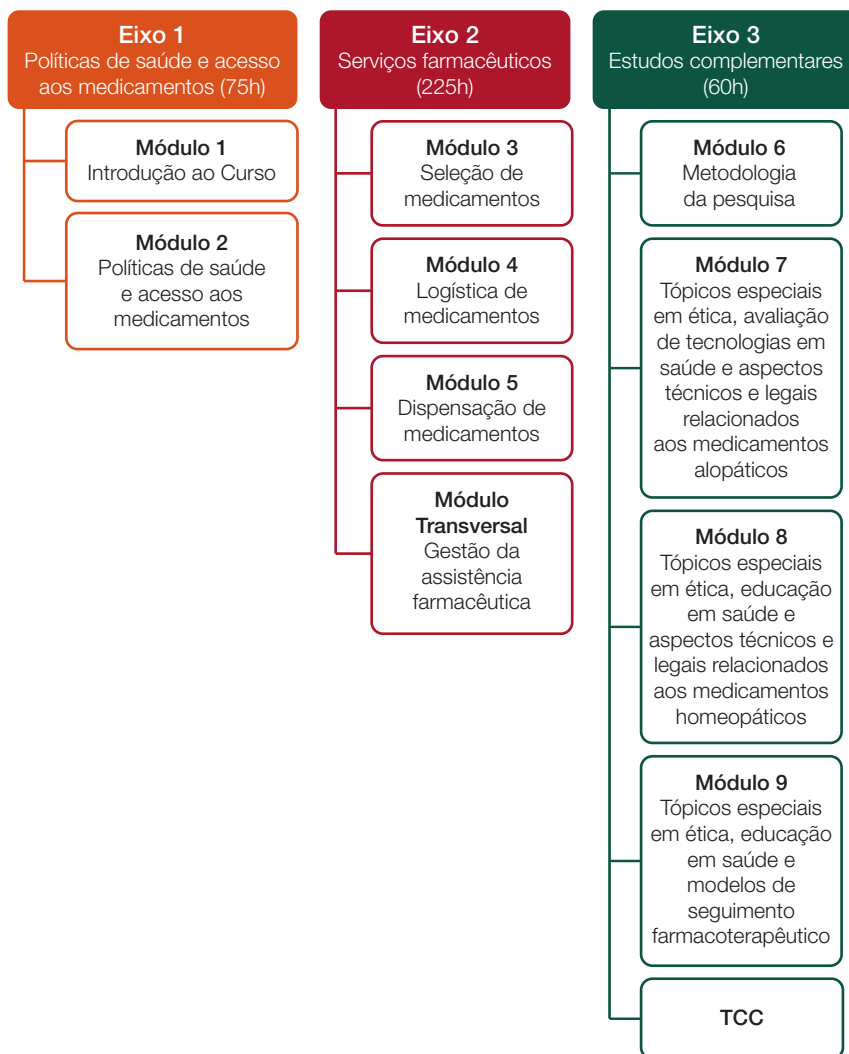 Eixo 1
Políticas de saúde e acesso
aos medicamentos (75h)
Módulo 1
Introdução ao Curso
Módulo 2
Políticas de saúde
e acesso aos
medicamentos
Eixo 2
Serviços farmacêuticos
(225h)
Módulo 3
Seleção de
medicamentos
Módulo 4
Logística de
medicamentos
Módulo 5
Dispensação de
medicamentos
Módulo
Transversal
Gestão da
assistência
farmacêutica
Eixo 3
Estudos complementares
(60h)
Módulo 6
Metodologia
da pesquisa
Módulo 7
Tópicos especiais
em ética, avaliação
de tecnologias em
saúde e aspectos
técnicos e legais
relacionados
aos medicamentos
alopáticos
Módulo 8
Tópicos especiais
em ética, educação
em saúde e
aspectos técnicos e
legais relacionados
aos medicamentos
homeopáticos
Módulo 9
Tópicos especiais
em ética, educação
em saúde e
modelos de
seguimento
farmacoterapêutico
TCC